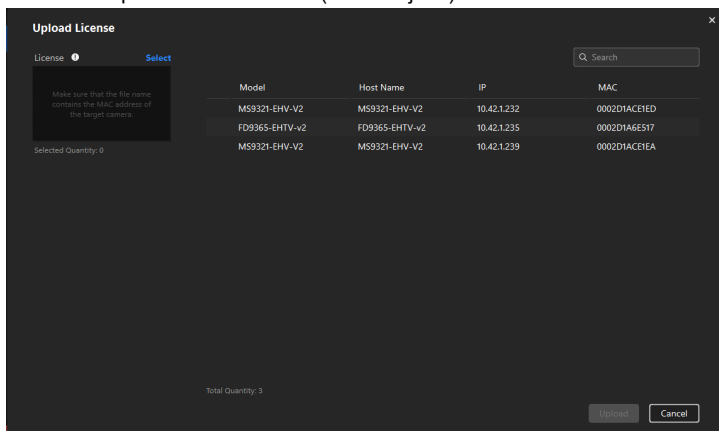 Upload License
License
Select
Search
Make sure that the file name
contains the MAC address of
the target camera.
Selected Quantity: 0
Model Host Name IP MAC
MS9321-EHV-V2 MS9321-EHV-V2 10.42.1.232 0002D1ACE1ED
FD9365-EHTV-v2 FD9365-EHTV-v2 10.42.1.235 0002D1A6E517
MS9321-EHV-V2 MS9321-EHV-V2 10.42.1.239 0002D1ACE1EA
Total Quantity: 3
Upload Cancel